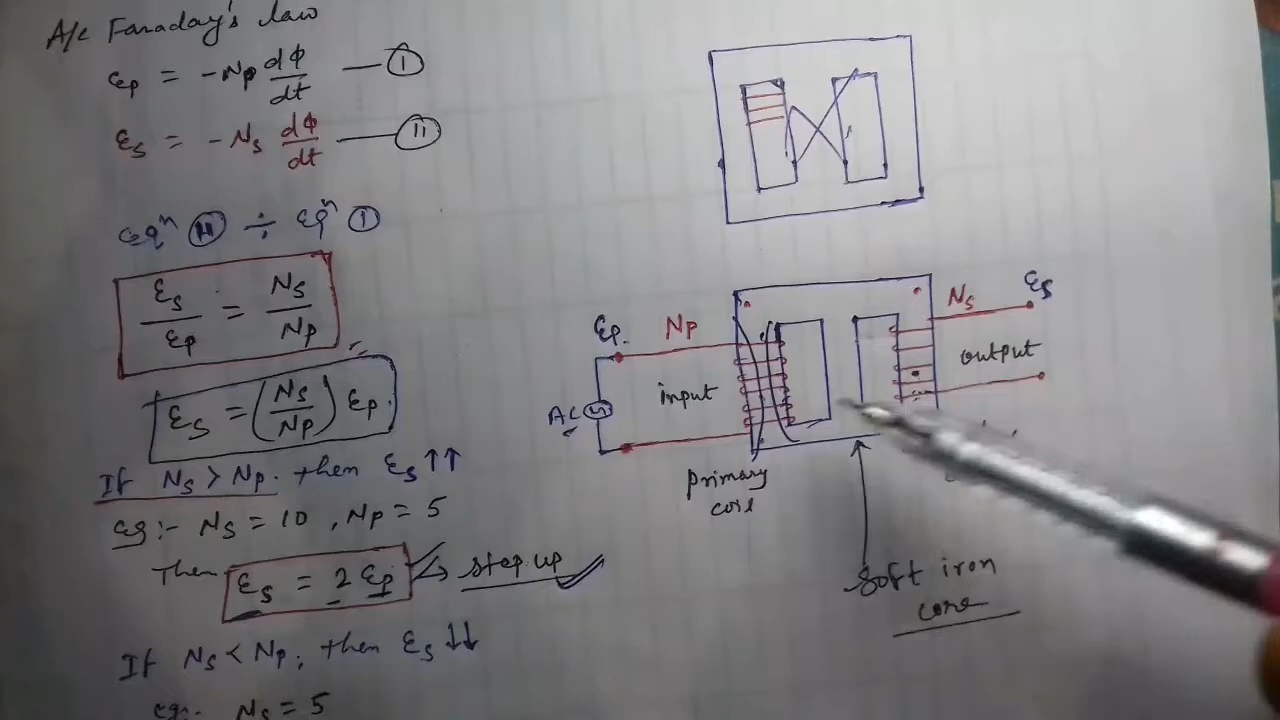 A/c Faraday's law
εp = -Np dΦ/dt — I
εs = -Ns dΦ/dt — II
Eqⁿ II ÷ Eqⁿ I
εs/εp = Ns/Np
εs = (Ns/Np) εp.
If Ns > Np. then εs ↑↑
eg:- Ns = 10, Np = 5
Then εs = 2 εp → step up
If Ns < Np, then εs ↓↓
eg:- Ns = 5
εp. Np
Ns εs
AC input
output
primary
core
soft iron
core